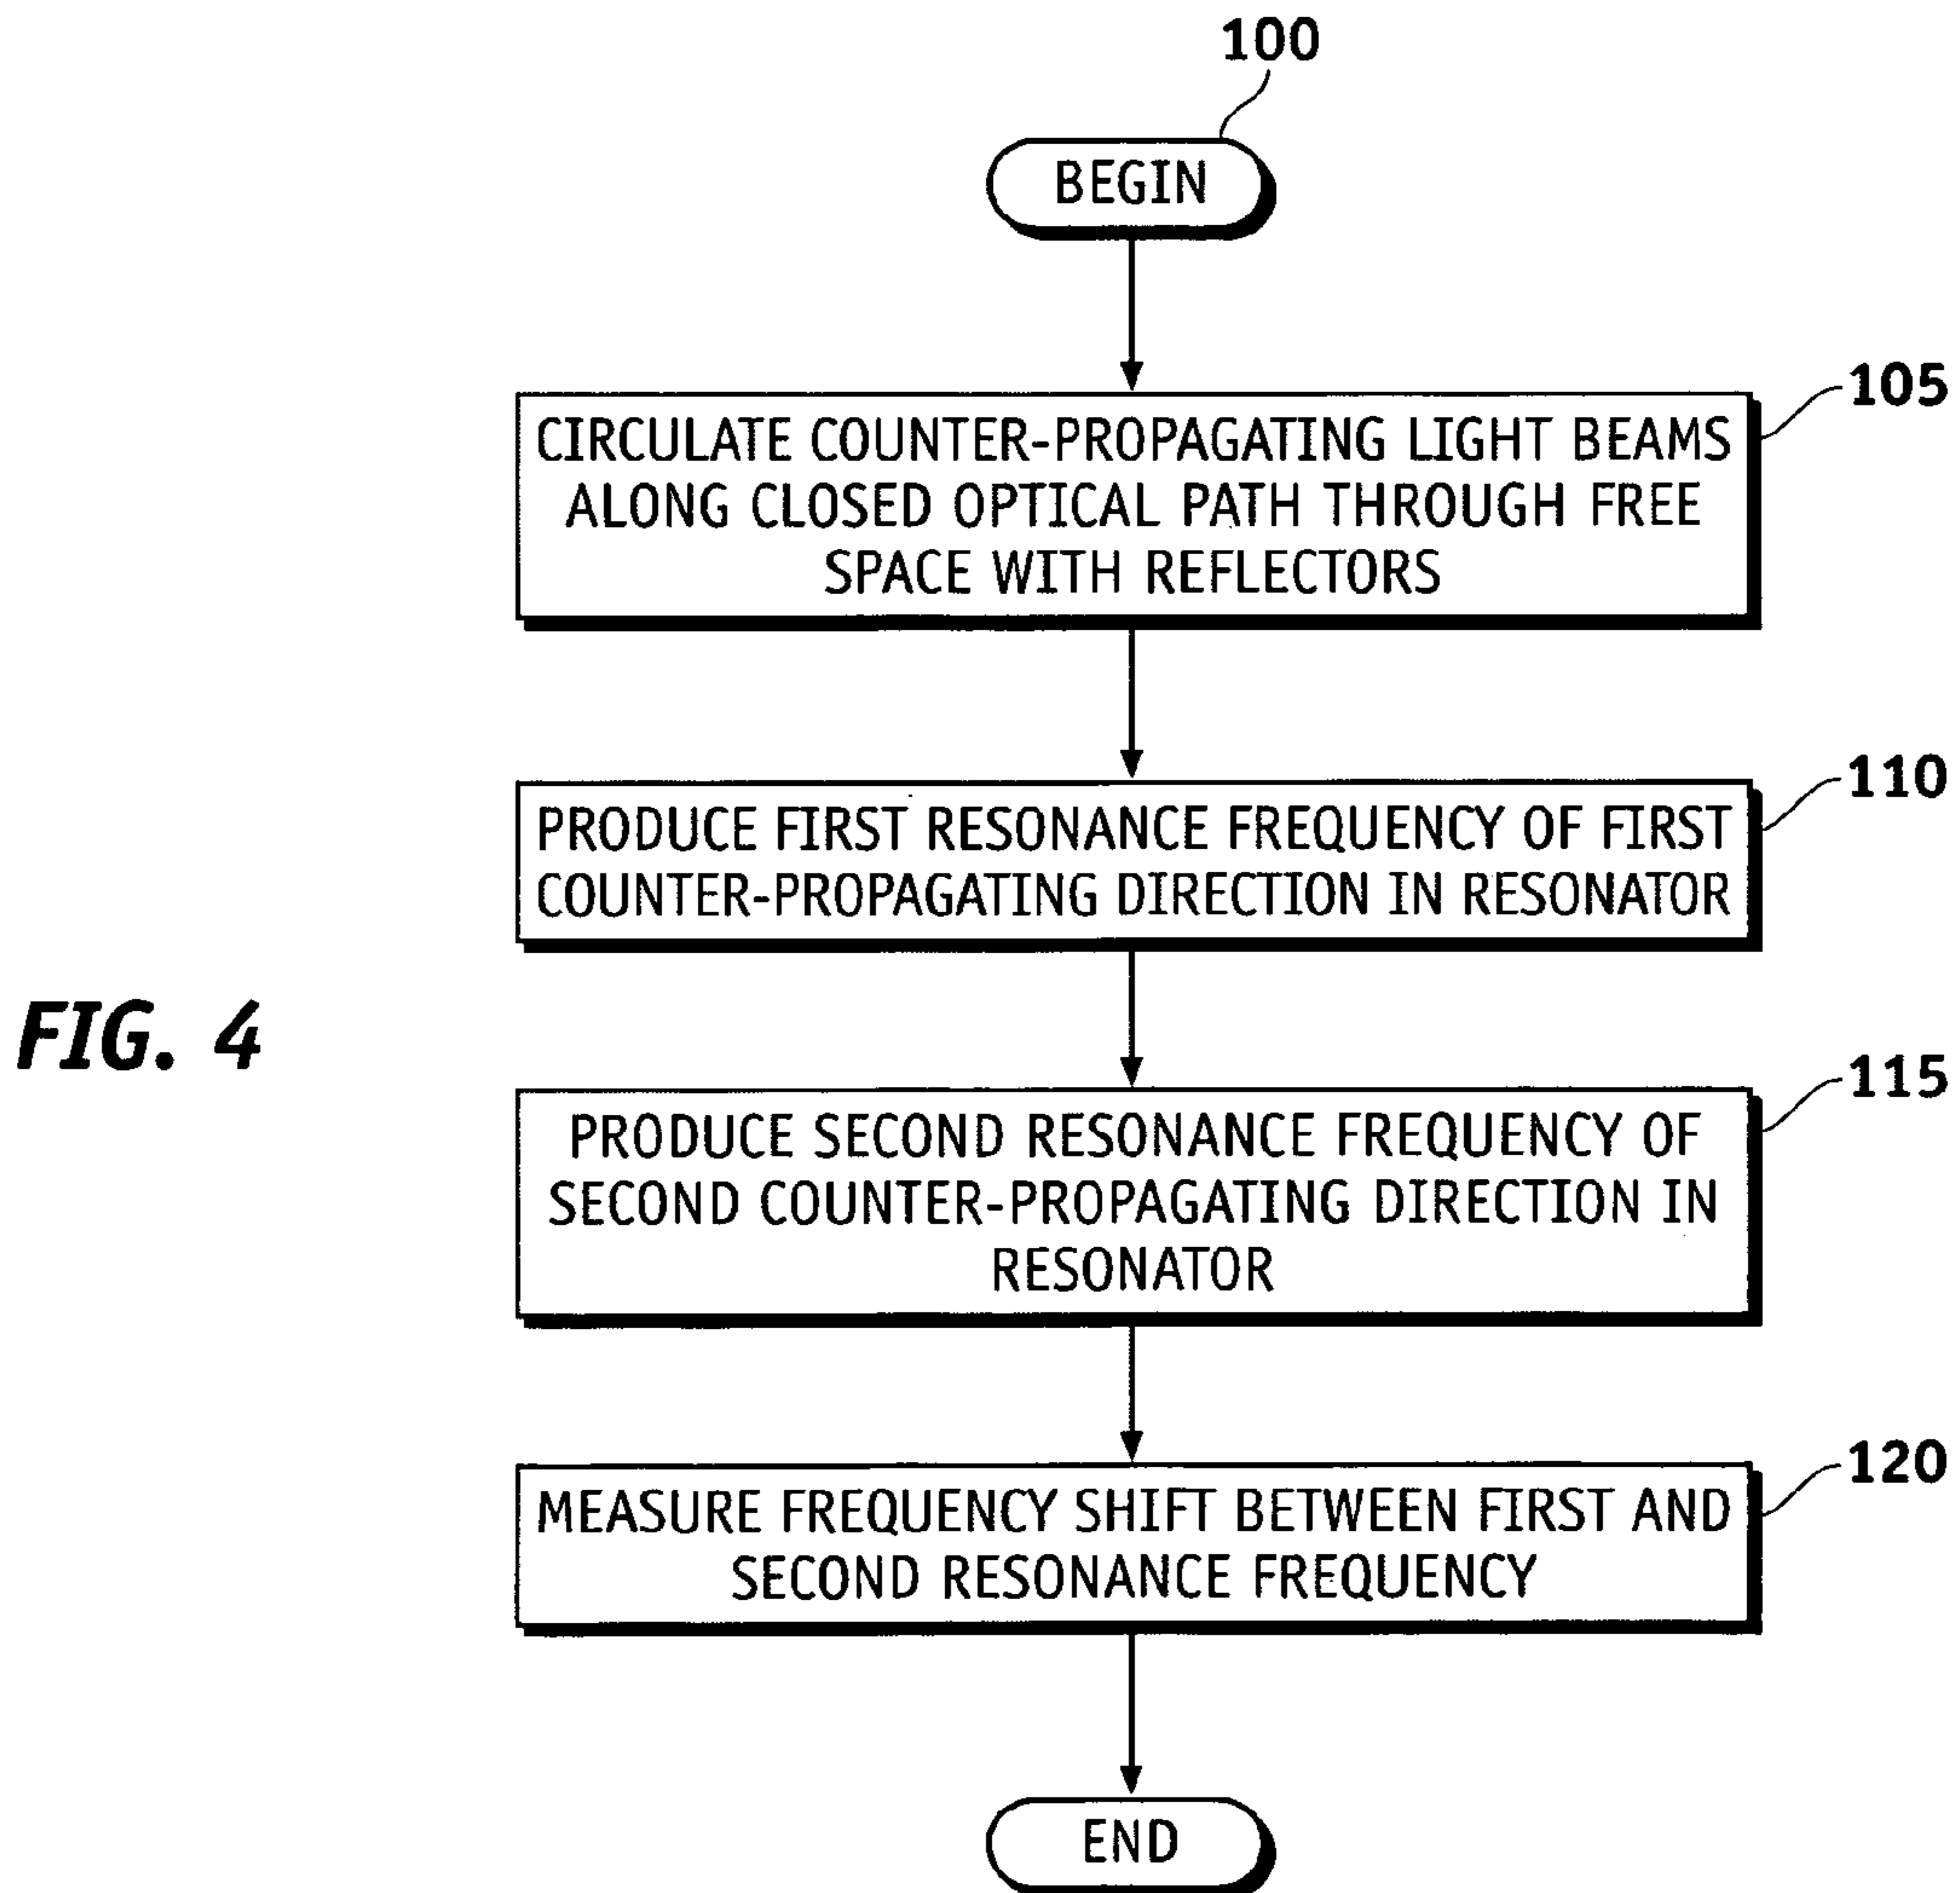 100
BEGIN
105
CIRCULATE COUNTER-PROPAGATING LIGHT BEAMS
ALONG CLOSED OPTICAL PATH THROUGH FREE
SPACE WITH REFLECTORS
110
PRODUCE FIRST RESONANCE FREQUENCY OF FIRST
COUNTER-PROPAGATING DIRECTION IN RESONATOR
FIG. 4
115
PRODUCE SECOND RESONANCE FREQUENCY OF
SECOND COUNTER-PROPAGATING DIRECTION IN
RESONATOR
120
MEASURE FREQUENCY SHIFT BETWEEN FIRST AND
SECOND RESONANCE FREQUENCY
END